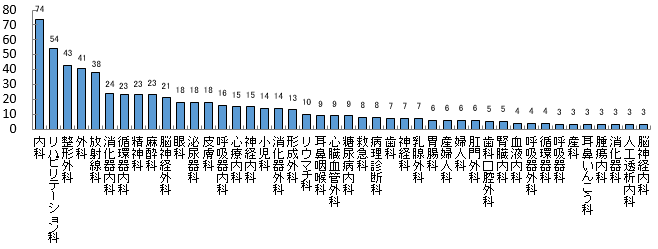 80
70
60
50
40
30
20
10
0
74
54
43
41
38
24
23
23
23
21
18
18
18
16
15
15
14
14
13
10
9
9
9
8
8
7
7
7
6
6
6
6
5
5
4
4
4
3
3
3
3
3
3
3
内科
リハビリテーション科
整形外科
外科
放射線科
消化器内科
循環器内科
精神科
麻酔科
脳神経外科
眼科
泌尿器科
皮膚科
呼吸器内科
心療内科
神経内科
小児科
消化器外科
形成外科
リウマチ科
耳鼻咽喉科
心臓血管外科
糖尿病内科
救急科
病理診断科
歯科
神経科
乳腺外科
胃腸科
産婦人科
婦人科
肛門外科
歯科口腔外科
腎臓内科
血液内科
呼吸器外科
循環器科
呼吸器科
産科
耳鼻いんこう科
腫瘍内科
消化器科
人工透析内科
脳神経内科